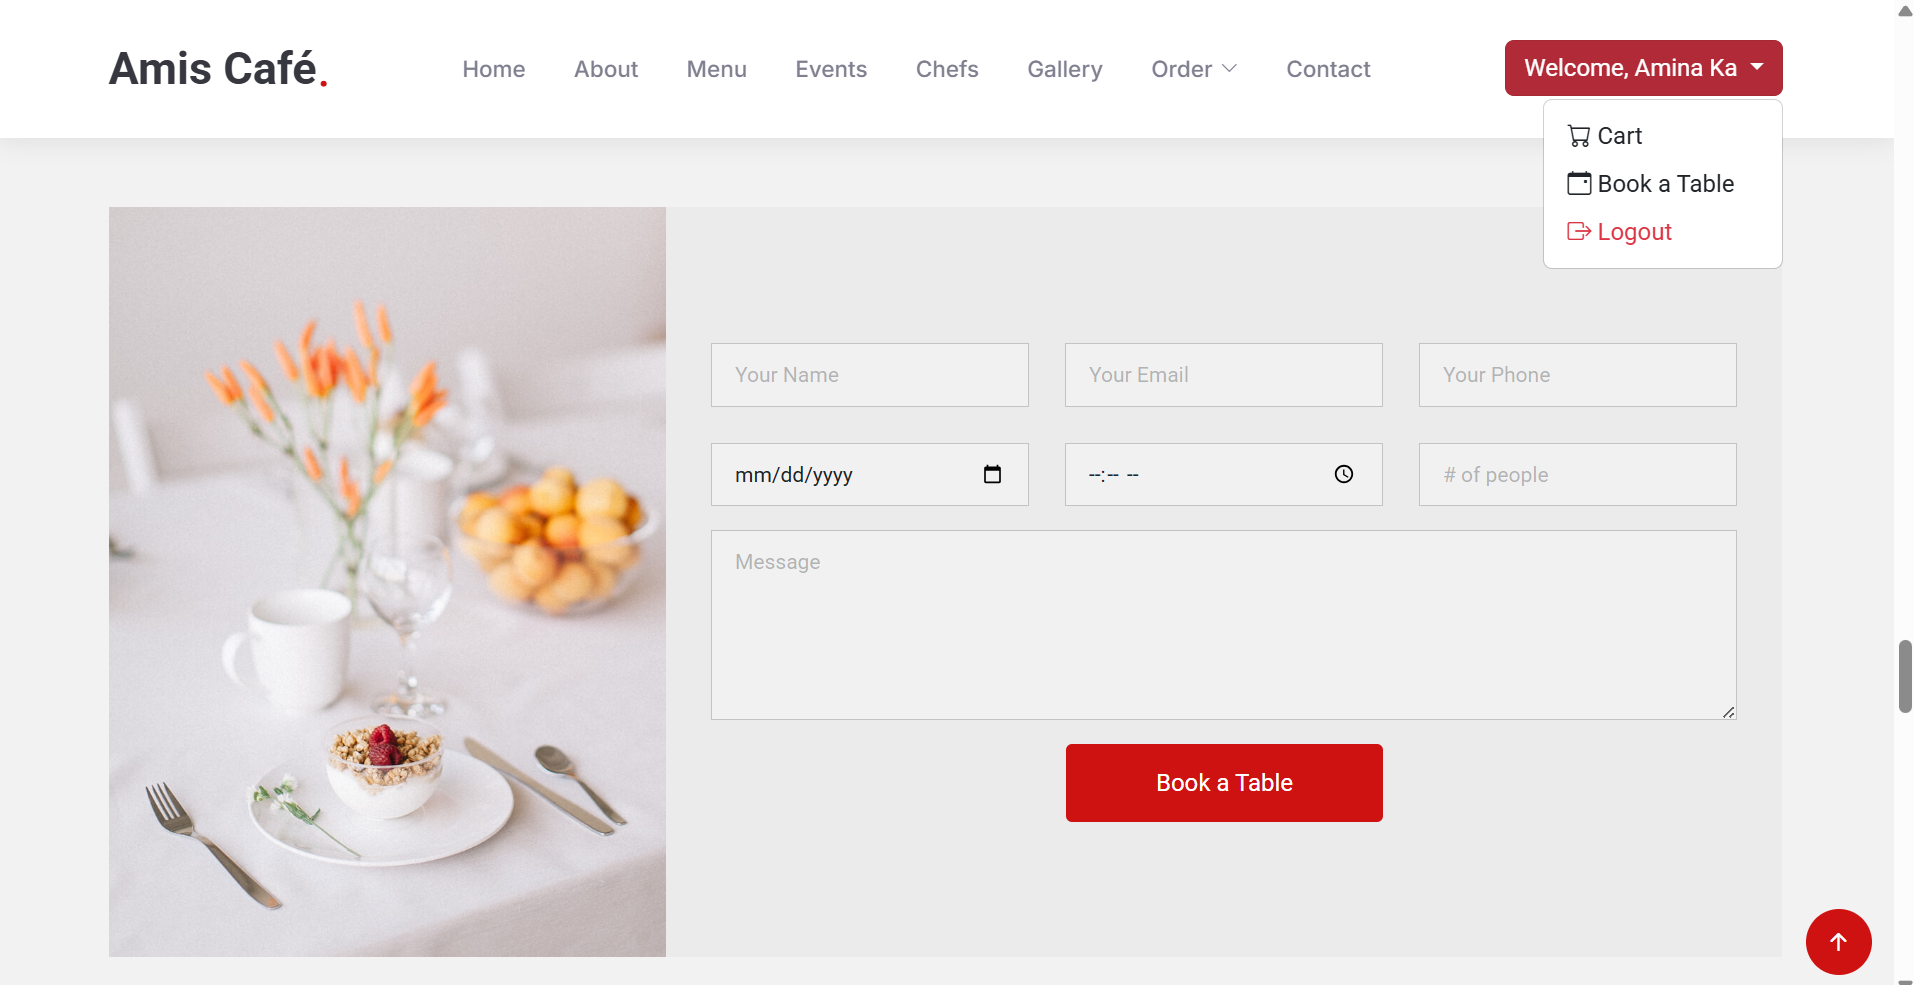 Amis Café.
Home About Menu Events Chefs Gallery Order Contact
Welcome, Amina Ka
Cart
Book a Table
Logout
Your Name Your Email Your Phone
mm/dd/yyyy --:-- -- # of people
Message
Book a Table